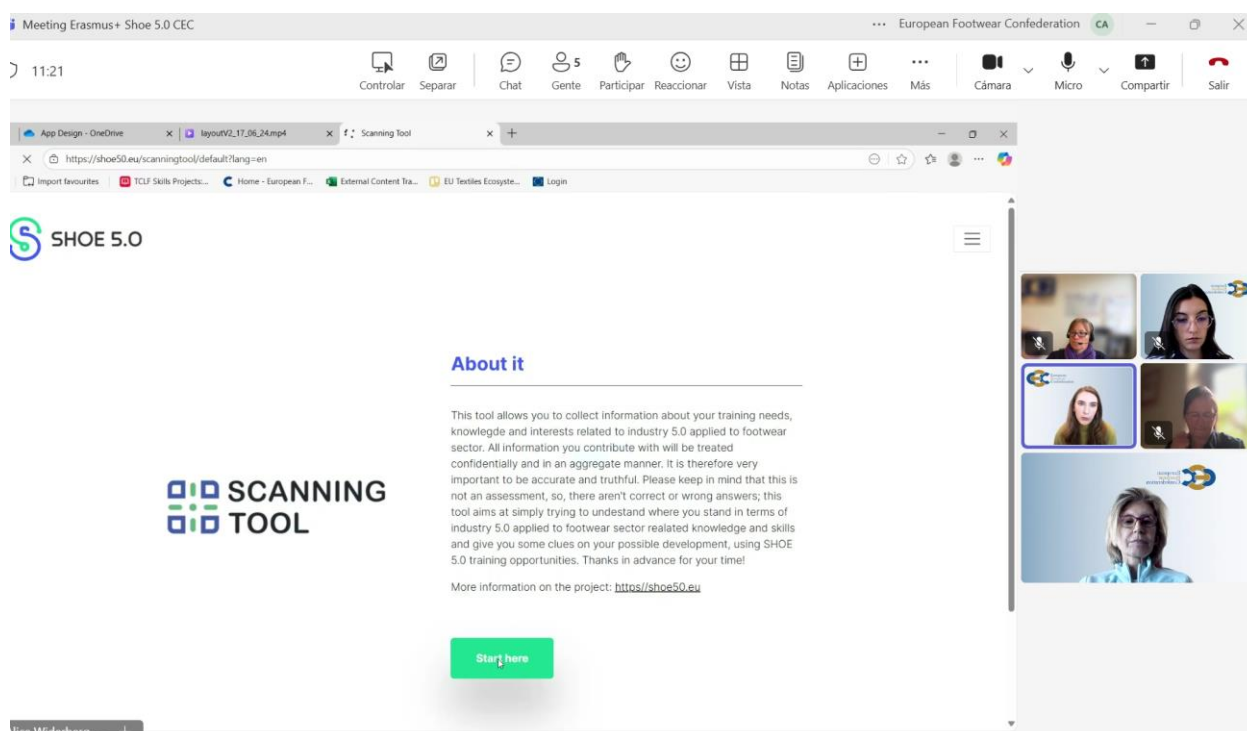 Meeting Erasmus+ Shoe 5.0 CEC
... European Footwear Confederation CA
11:21
Controlar Separar Chat 5 Gente Participar Reaccionar Vista Notas Aplicaciones Más Cámara Micro Compartir Salir
App Design - OneDrive layoutV2_17_06_24.mp4 Scanning Tool
https://shoe50.eu/scanningtool/default?lang=en
Import favourites TCLF Skills Projects:... Home - European F... External Content Tra... EU Textiles Ecosyste... Login
SHOE 5.0
About it
This tool allows you to collect information about your training needs,
knowlegde and interests related to industry 5.0 applied to footwear
sector. All information you contribute with will be treated
confidentially and in an aggregate manner. It is therefore very
important to be accurate and truthful. Please keep in mind that this is
not an assessment, so, there aren't correct or wrong answers; this
tool aims at simply trying to undestand where you stand in terms of
industry 5.0 applied to footwear sector realated knowledge and skills
and give you some clues on your possible development, using SHOE
5.0 training opportunities. Thanks in advance for your time!
More information on the project: https//shoe50.eu
SCANNING
TOOL
Start here